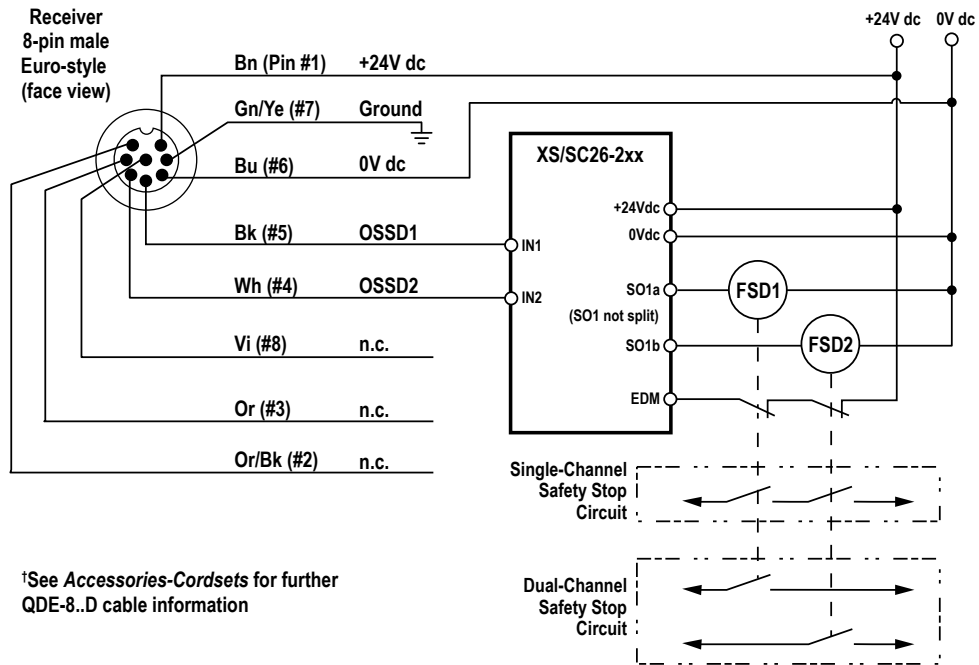 Receiver
8-pin male
Euro-style
(face view)
+24V dc
0V dc
Bn (Pin #1)
+24V dc
Gn/Ye (#7)
Ground
Bu (#6)
0V dc
Bk (#5)
OSSD1
Wh (#4)
OSSD2
Vi (#8)
n.c.
Or (#3)
n.c.
Or/Bk (#2)
n.c.
XS/SC26-2xx
+24Vdc
0Vdc
IN1
IN2
SO1a
(SO1 not split)
SO1b
EDM
FSD1
FSD2
Single-Channel
Safety Stop
Circuit
Dual-Channel
Safety Stop
Circuit
†See Accessories-Cordsets for further
QDE-8..D cable information